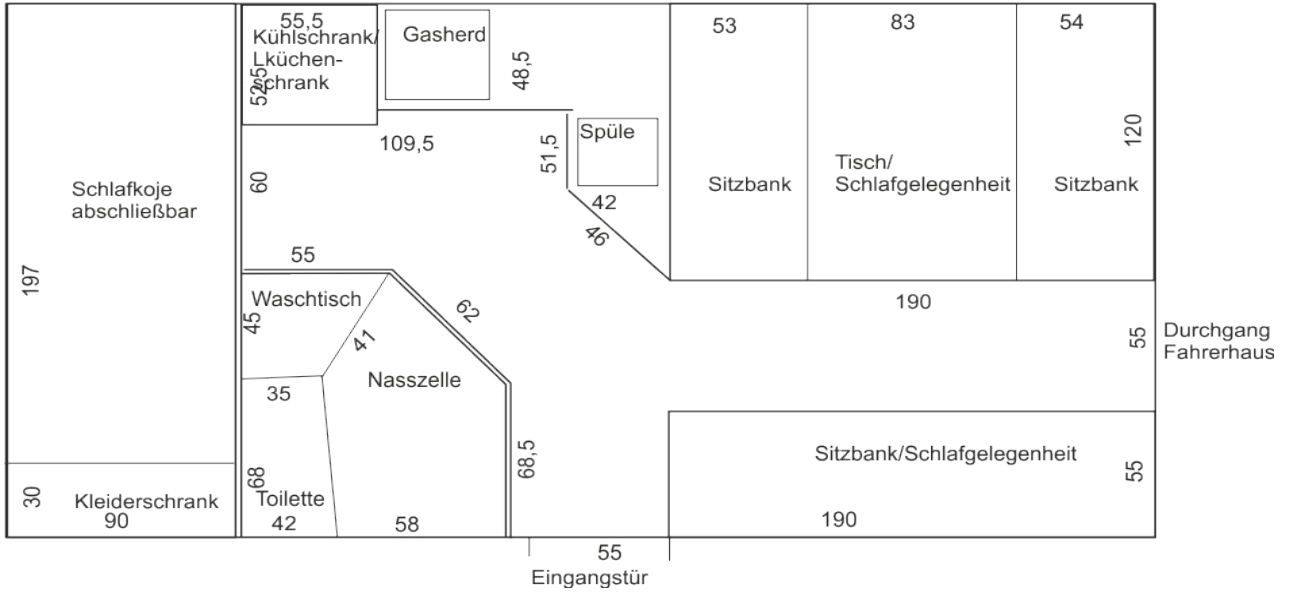 55,5
Kühlschrank/
Lküchen-
schrank
52,5
Gasherd
48,5
53
83
54
109,5
51,5
Spüle
120
60
Schlafkoje
abschließbar
Sitzbank
Tisch/
Schlafgelegenheit
Sitzbank
42
46
197
55
Waschtisch
45
41
62
190
55
Durchgang
Fahrerhaus
35
Nasszelle
68,5
Sitzbank/Schlafgelegenheit
55
30
Kleiderschrank
90
68
Toilette
42
58
190
55
Eingangstür